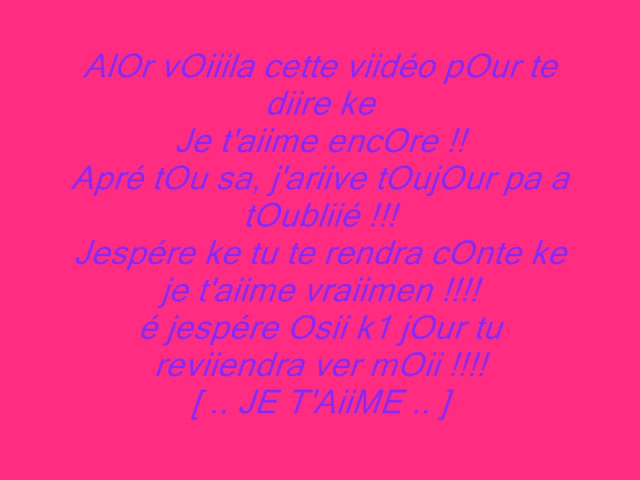 AlOr vOiiila cette viidéo pOur te
diire ke
Je t'aiime encOre !!
Apré tOu sa, j'ariive tOujOur pa a
tOubliié !!!
Jespére ke tu te rendra cOnte ke
je t'aiime vraiimen !!!!
é jespére Osii k1 jOur tu
reviiendra ver mOii !!!!
[ .. JE T'AiiME .. ]